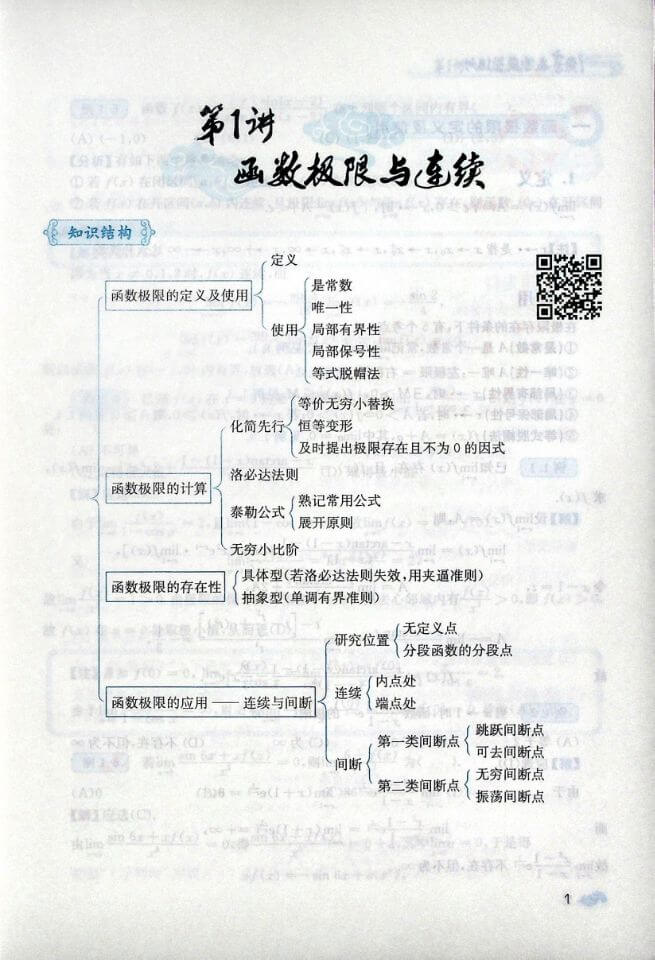 第1讲
函数极限与连续
知识结构
函数极限的定义及使用
定义
使用
是常数
唯一性
局部有界性
局部保号性
等式脱帽法
函数极限的计算
化简先行
等价无穷小替换
恒等变形
及时提出极限存在且不为0的因式
洛必达法则
泰勒公式
熟记常用公式
展开原则
无穷小比阶
函数极限的存在性
具体型(若洛必达法则失效,用夹逼准则)
抽象型(单调有界准则)
函数极限的应用——连续与间断
研究位置
无定义点
分段函数的分段点
连续
内点处
端点处
间断
第一类间断点
跳跃间断点
可去间断点
第二类间断点
无穷间断点
振荡间断点
1